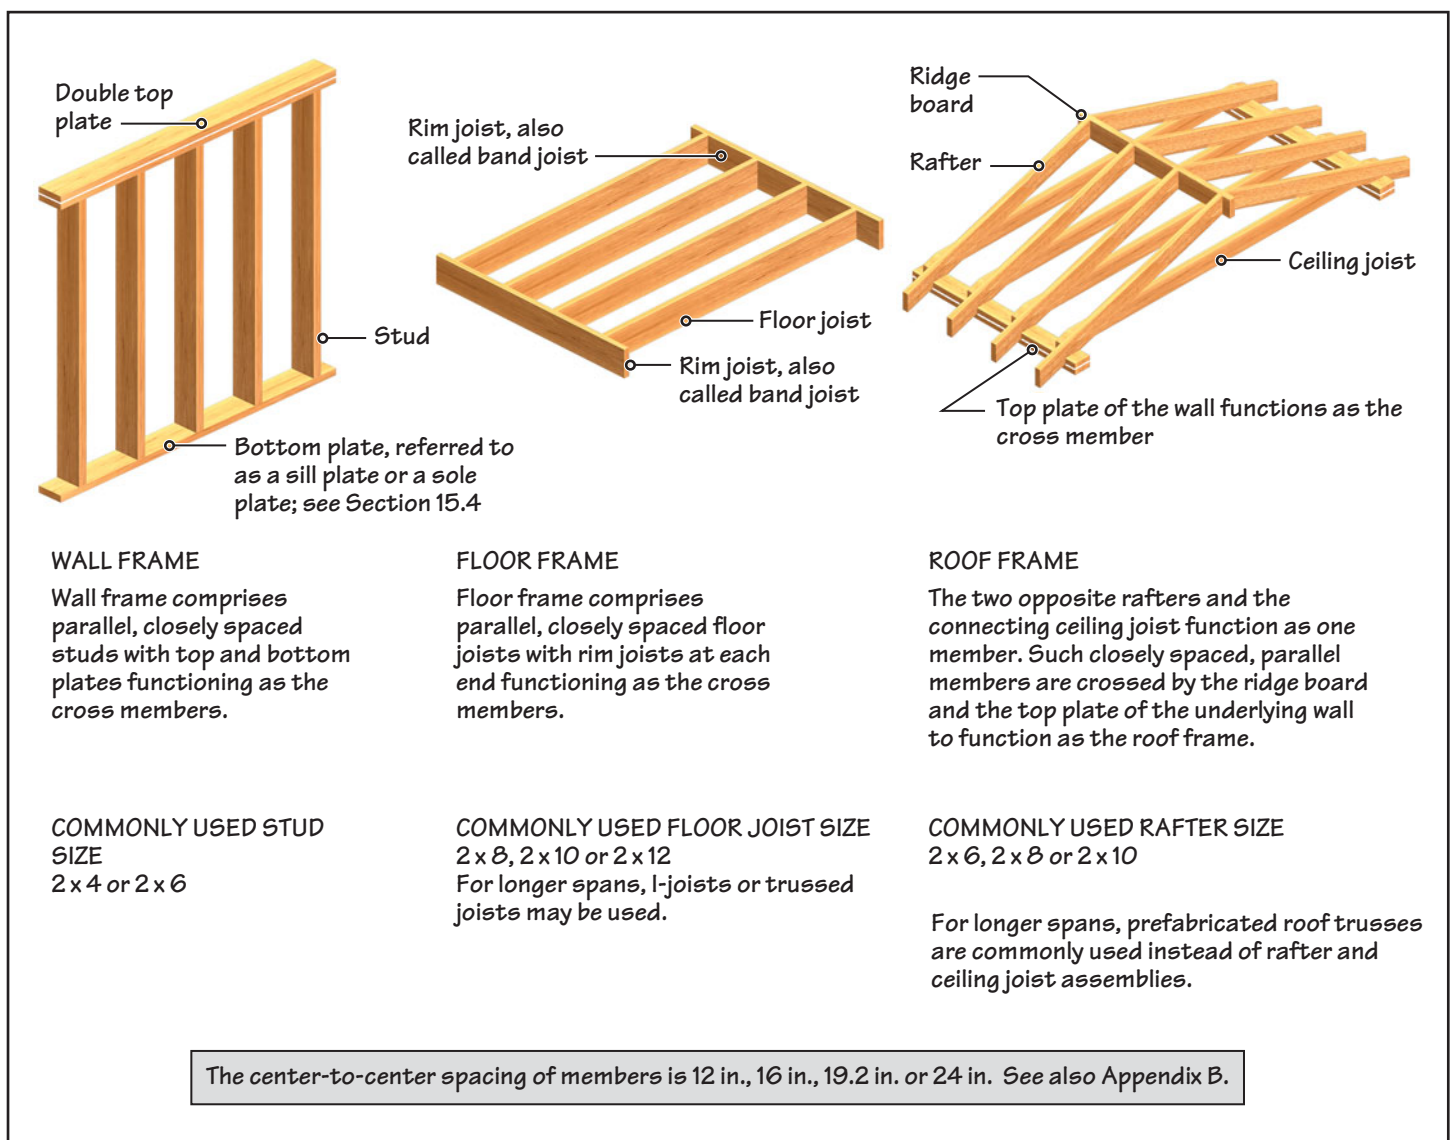 Double top
plate
Stud
Bottom plate, referred to
as a sill plate or a sole
plate; see Section 15.4
Rim joist, also
called band joist
Floor joist
Rim joist, also
called band joist
Ridge
board
Rafter
Ceiling joist
Top plate of the wall functions as the
cross member
WALL FRAME
Wall frame comprises
parallel, closely spaced
studs with top and bottom
plates functioning as the
cross members.
FLOOR FRAME
Floor frame comprises
parallel, closely spaced floor
joists with rim joists at each
end functioning as the cross
members.
ROOF FRAME
The two opposite rafters and the
connecting ceiling joist function as one
member. Such closely spaced, parallel
members are crossed by the ridge board
and the top plate of the underlying wall
to function as the roof frame.
COMMONLY USED STUD
SIZE
2 x 4 or 2 x 6
COMMONLY USED FLOOR JOIST SIZE
2 x 8, 2 x 10 or 2 x 12
For longer spans, I-joists or trussed
joists may be used.
COMMONLY USED RAFTER SIZE
2 x 6, 2 x 8 or 2 x 10
For longer spans, prefabricated roof trusses
are commonly used instead of rafter and
ceiling joist assemblies.
The center-to-center spacing of members is 12 in., 16 in., 19.2 in. or 24 in. See also Appendix B.